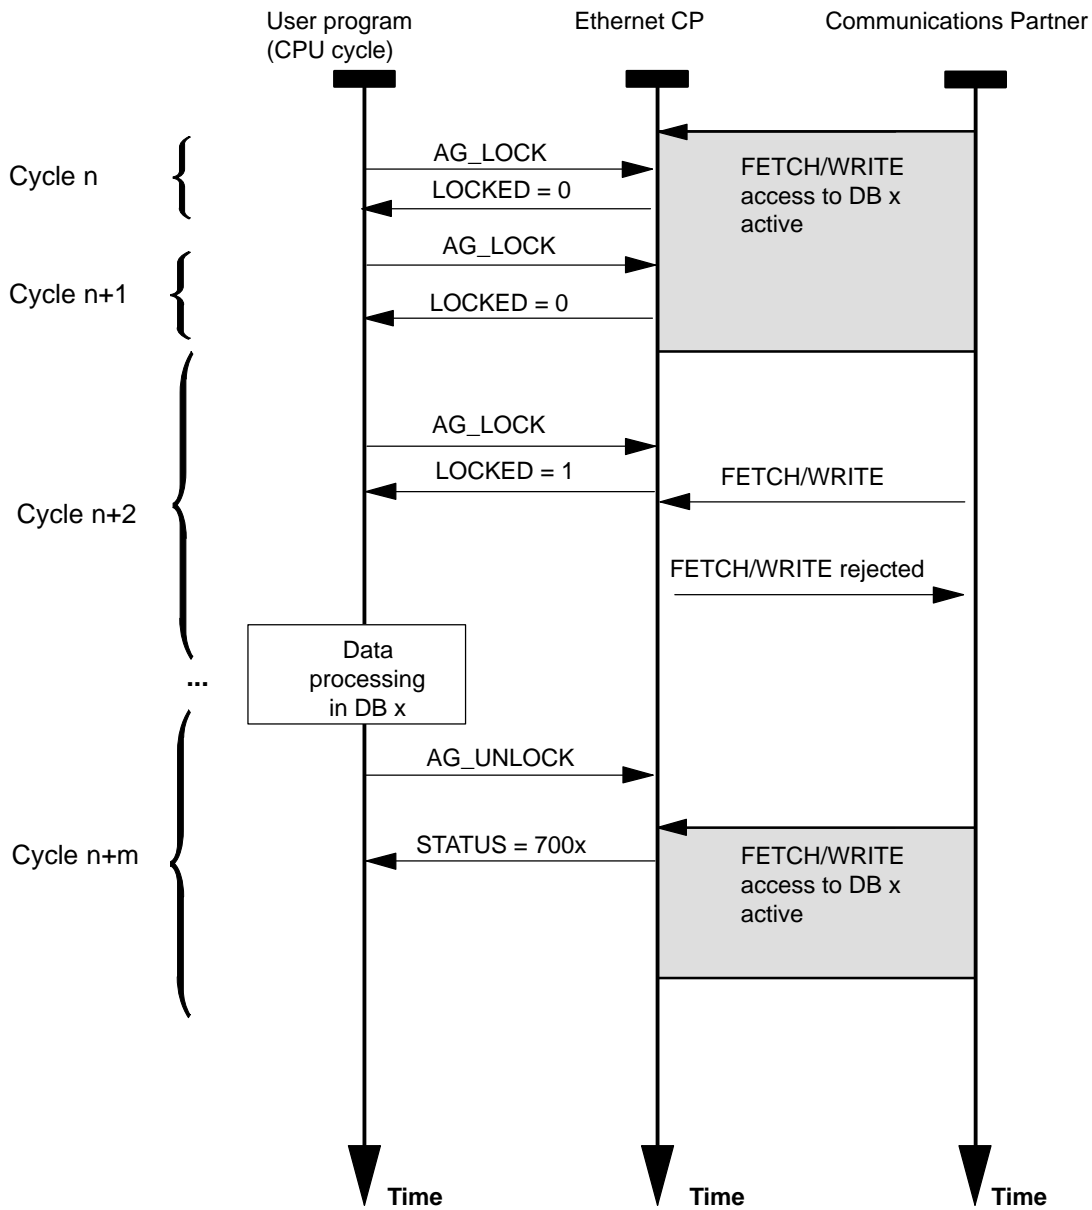 User program
(CPU cycle)
Ethernet CP
Communications Partner
Cycle n
AG_LOCK
LOCKED = 0
FETCH/WRITE
access to DB x
active
Cycle n+1
AG_LOCK
LOCKED = 0
Cycle n+2
AG_LOCK
LOCKED = 1
FETCH/WRITE
FETCH/WRITE rejected
...
Data
processing
in DB x
Cycle n+m
AG_UNLOCK
STATUS = 700x
FETCH/WRITE
access to DB x
active
Time
Time
Time